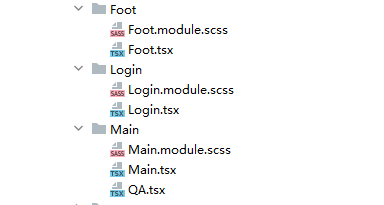 Foot
SASS Foot.module.scss
TSX Foot.tsx
Login
SASS Login.module.scss
TSX Login.tsx
Main
SASS Main.module.scss
TSX Main.tsx
TSX QA.tsx